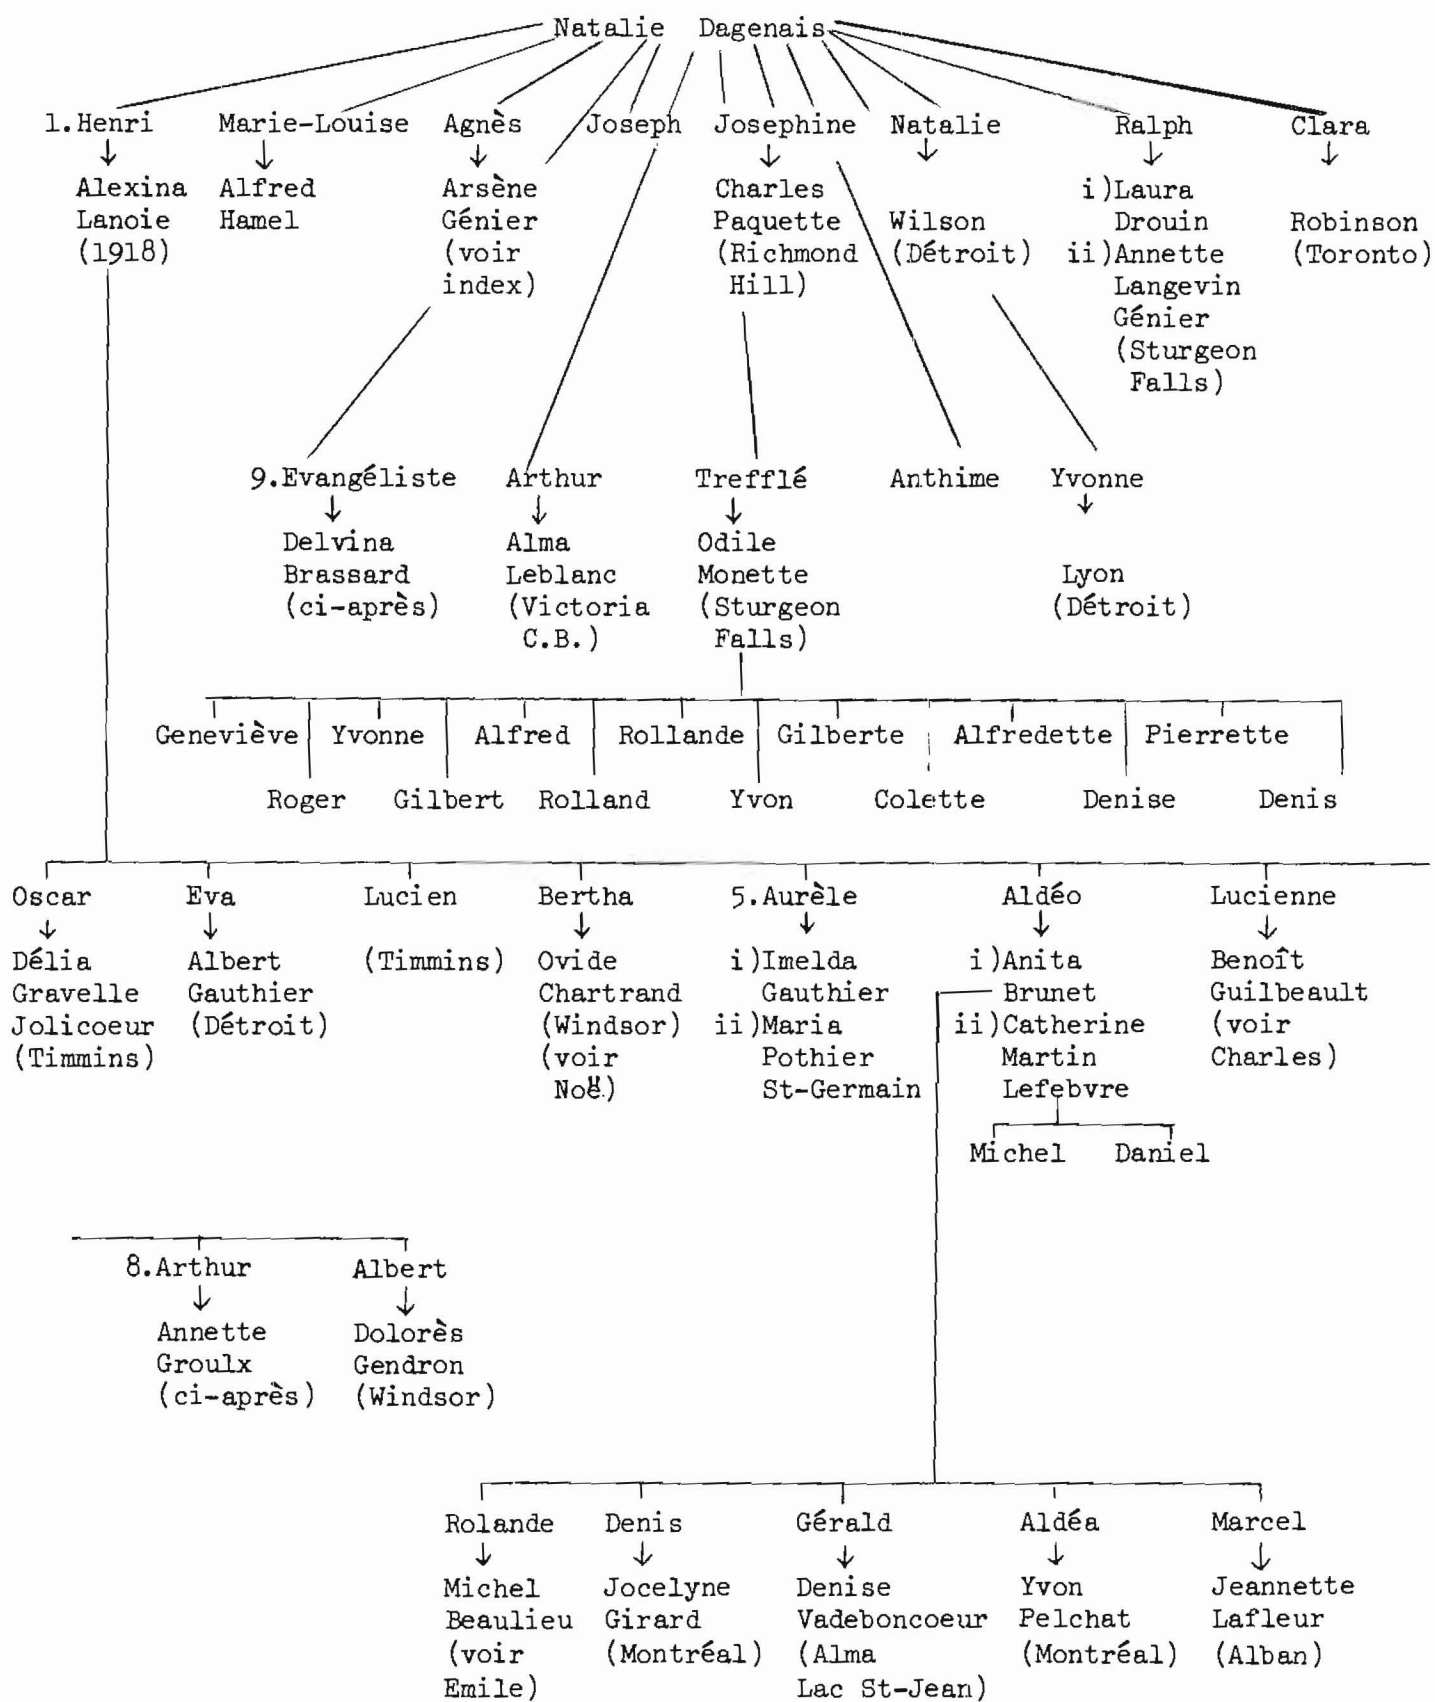 Natalie Dagenais
1.Henri Marie-Louise Agnès Joseph Josephine Natalie Ralph Clara
Alexina Alfred Arsène Charles i)Laura
Lanoie Hamel Génier Paquette Wilson Drouin Robinson
(1918) (voir (Richmond (Détroit) ii)Annette (Toronto)
index) Hill) Langevin
Génier
(Sturgeon
Falls)
9.Evangéliste Arthur Trefflé Anthime Yvonne
Delvina Alma Odile
Brassard Leblanc Monette Lyon
(ci-après) (Victoria (Sturgeon (Détroit)
C.B.) Falls)
Geneviève Yvonne Alfred Rollande Gilberte Alfredette Pierrette
Roger Gilbert Rolland Yvon Colette Denise Denis
Oscar Eva Lucien Bertha 5.Aurèle Aldéo Lucienne
Délia Albert (Timmins) Ovide i)Imelda i)Anita Benoît
Gravelle Gauthier Chartrand Gauthier Brunet Guilbeault
Jolicoeur (Détroit) (Windsor) ii)Maria ii)Catherine (voir
(Timmins) (voir Pothier Martin Charles)
Noë.) St-Germain Lefebvre
Michel Daniel
8.Arthur Albert
Annette Dolorès
Groulx Gendron
(ci-après) (Windsor)
Rolande Denis Gérald Aldéa Marcel
Michel Jocelyne Denise Yvon Jeannette
Beaulieu Girard Vadeboncoeur Pelchat Lafleur
(voir (Montréal) (Alma (Montréal) (Alban)
Emile) Lac St-Jean)